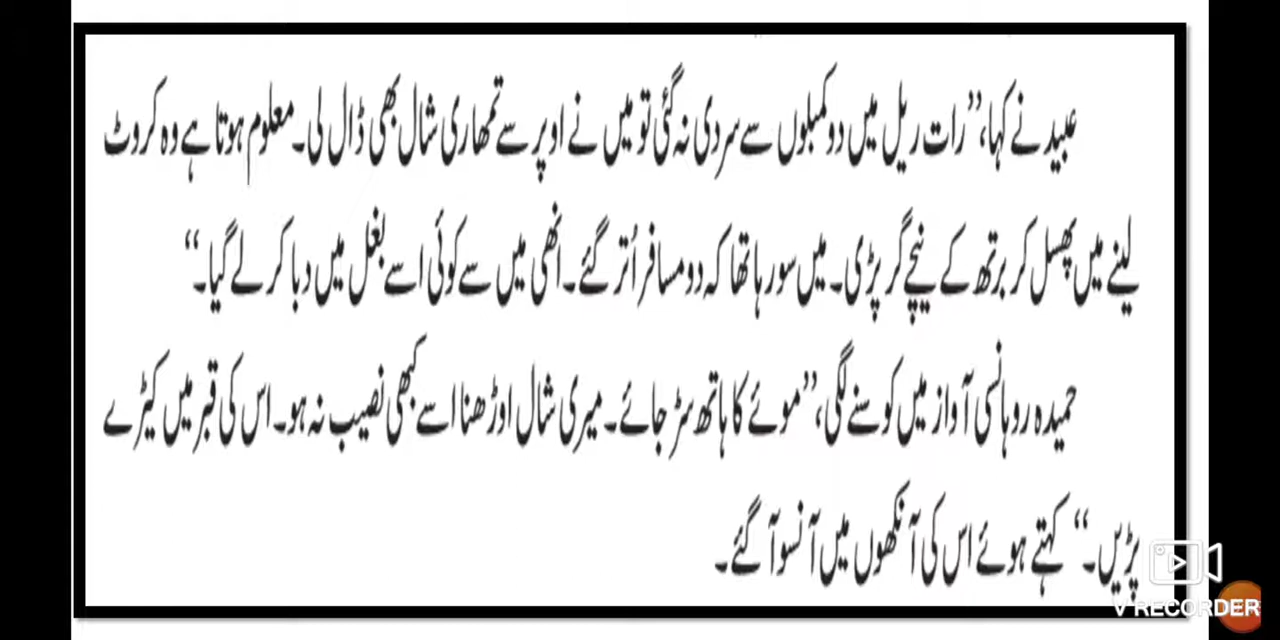 عبید نے کہا، ”رات ریل میں دو کمبلوں سے سردی نہ گئی تو میں نے اوپر سے تمھاری شال بھی ڈال لی۔ معلوم ہوتا ہے وہ کروٹ
لینے میں پھسل کر برتھ کے نیچے گر پڑی۔ میں سو رہا تھا کہ دو مسافر اُتر گئے۔ انھی میں سے کوئی اسے بغل میں دبا کر لے گیا۔“
حمیدہ روہانسی آواز میں کوسنے لگی، ”موئے کا ہاتھ سڑ جائے۔ میری شال اوڑھنا اسے کبھی نصیب نہ ہو۔ اس کی قبر میں کیڑے
پڑیں۔“ کہتے ہوئے اس کی آنکھوں میں آنسو آ گئے۔
V RECORDER